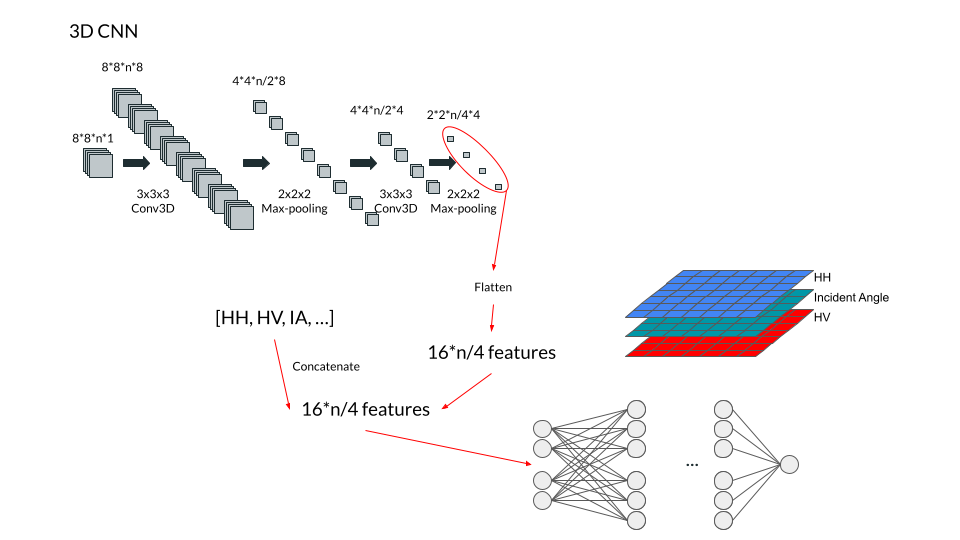 3D CNN
8*8*n*8
4*4*n/2*8
4*4*n/2*4
2*2*n/4*4
8*8*n*1
3x3x3
Conv3D
2x2x2
Max-pooling
3x3x3
Conv3D
2x2x2
Max-pooling
Flatten
HH
Incident Angle
HV
[HH, HV, IA, ...]
16*n/4 features
Concatenate
16*n/4 features
...